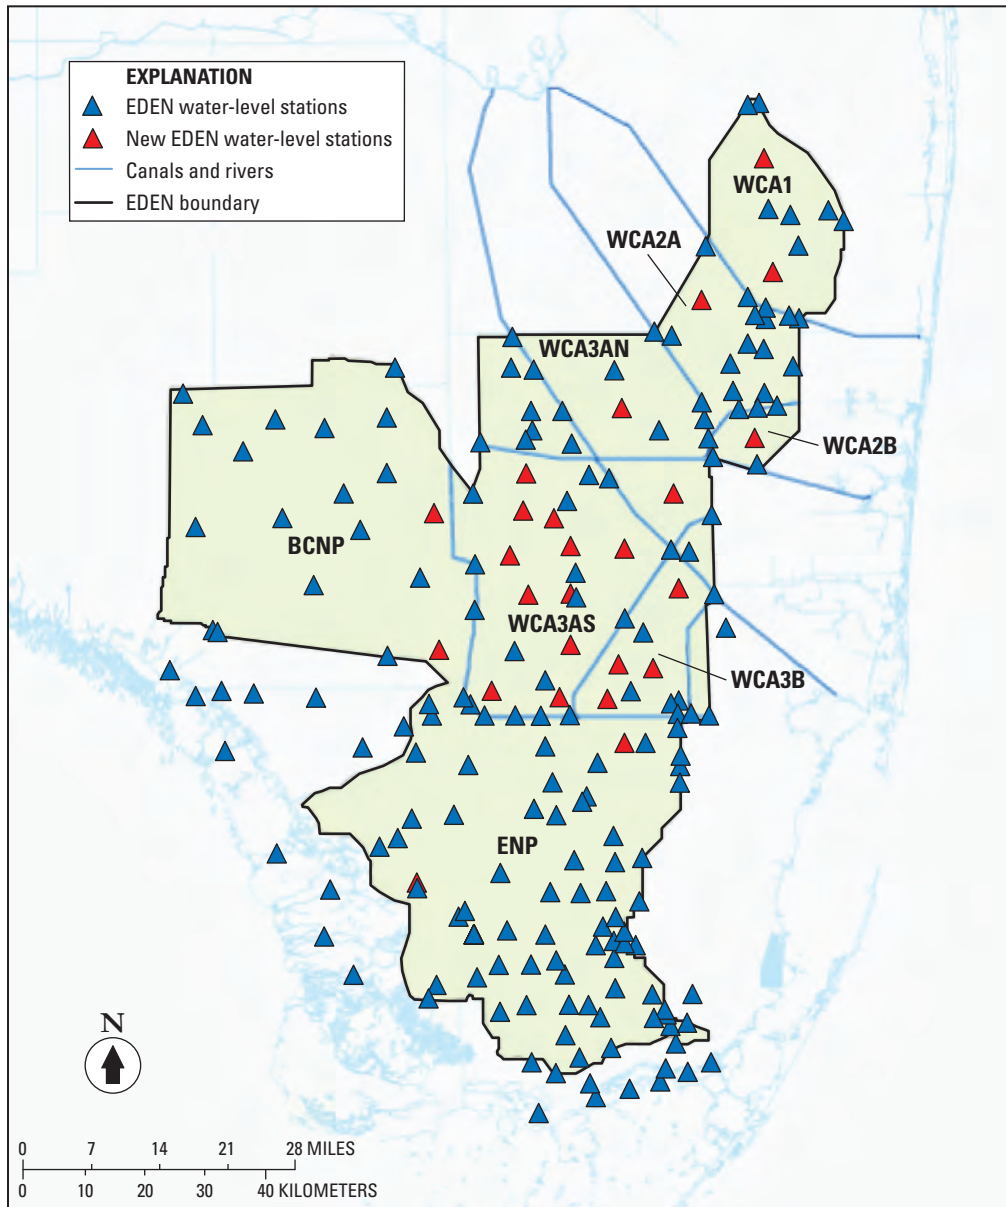 EXPLANATION
EDEN water-level stations
New EDEN water-level stations
Canals and rivers
EDEN boundary
WCA1
WCA2A
WCA3AN
WCA2B
BCNP
WCA3AS
WCA3B
ENP
N
0 7 14 21 28 MILES
0 10 20 30 40 KILOMETERS